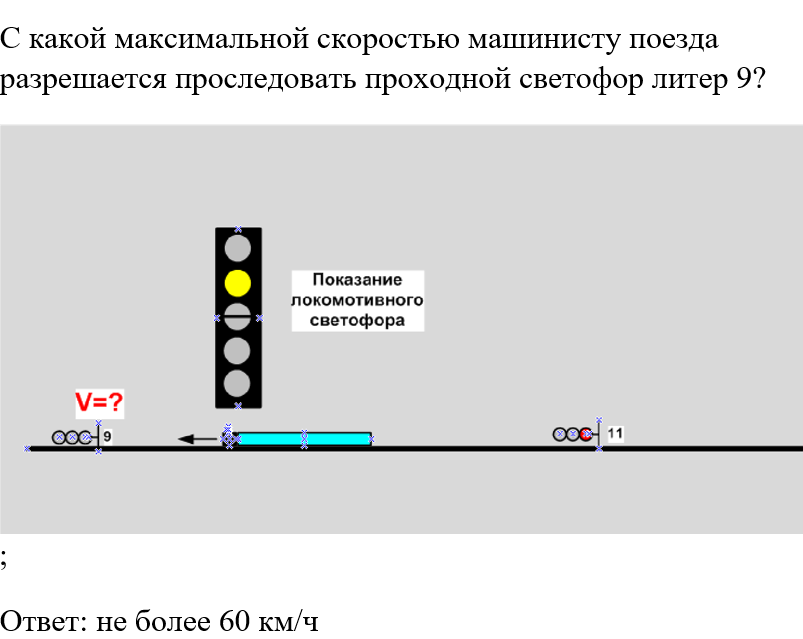 С какой максимальной скоростью машинисту поезда
разрешается проследовать проходной светофор литер 9?
Показание
локомотивного
светофора
V=?
9
11
;
Ответ: не более 60 км/ч